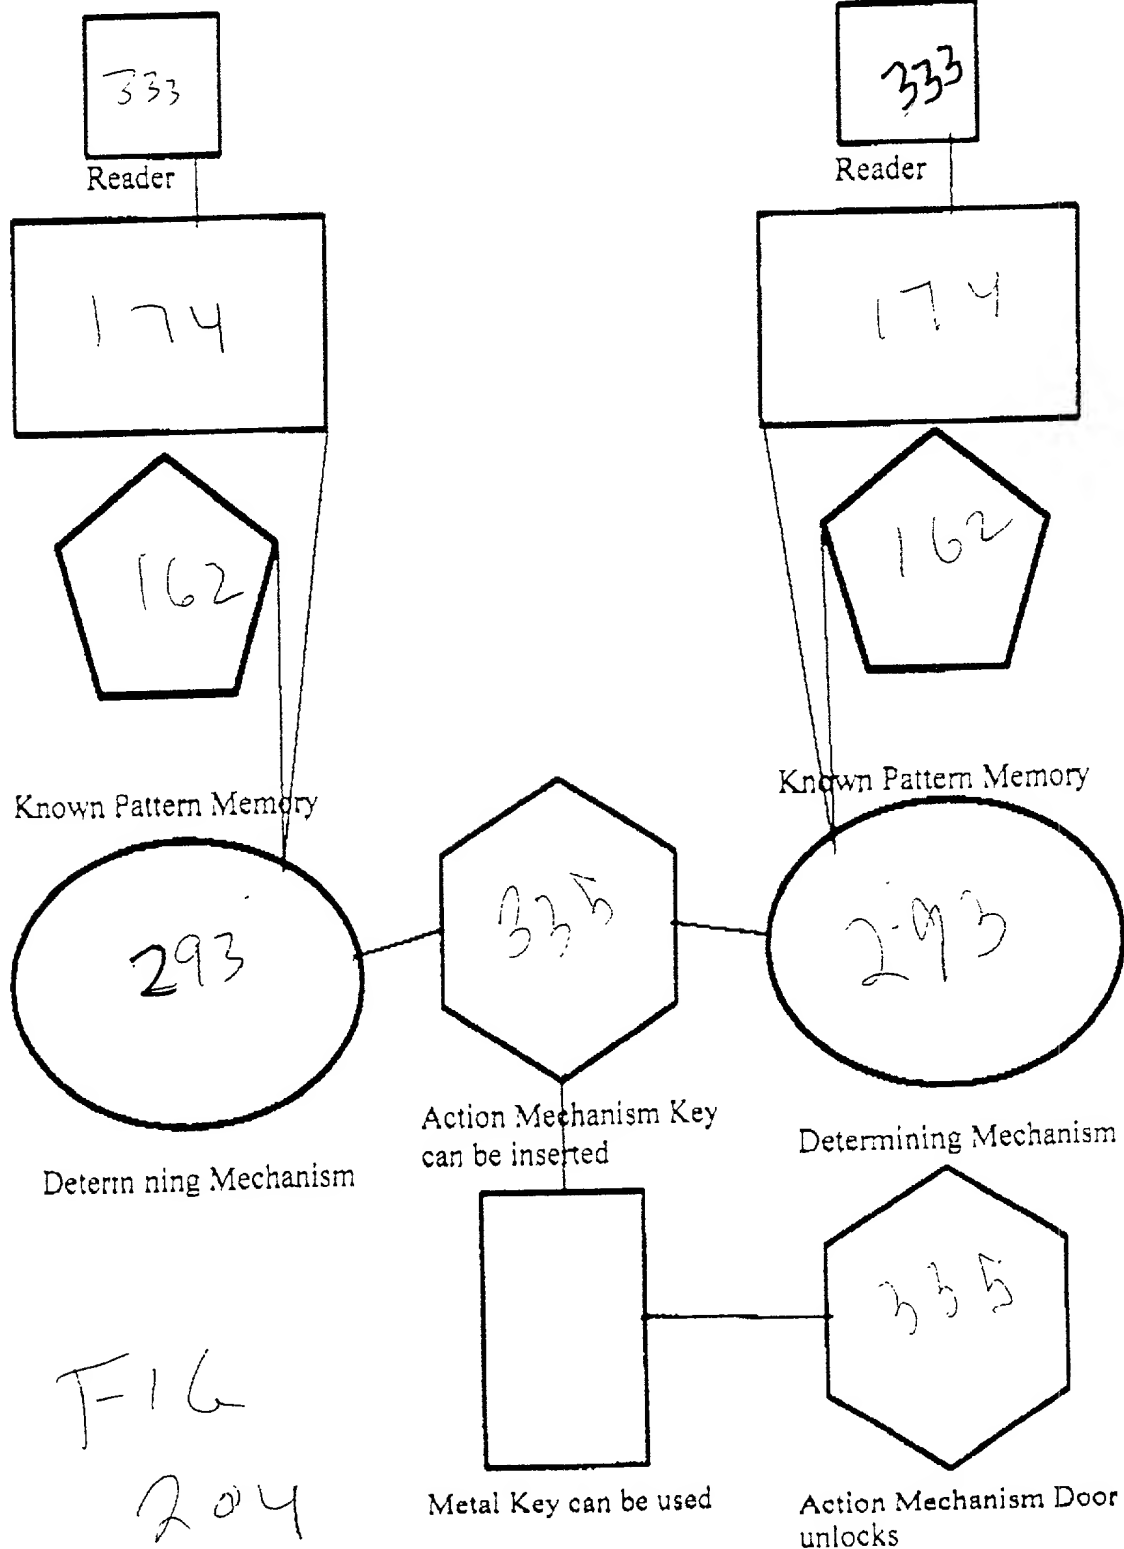 333
333
Reader
Reader
174
174
162
162
Known Pattern Memory
Known Pattern Memory
293
335
293
Action Mechanism Key
can be inserted
Determining Mechanism
Determ ning Mechanism
335
FIG
204
Metal Key can be used
Action Mechanism Door
unlocks